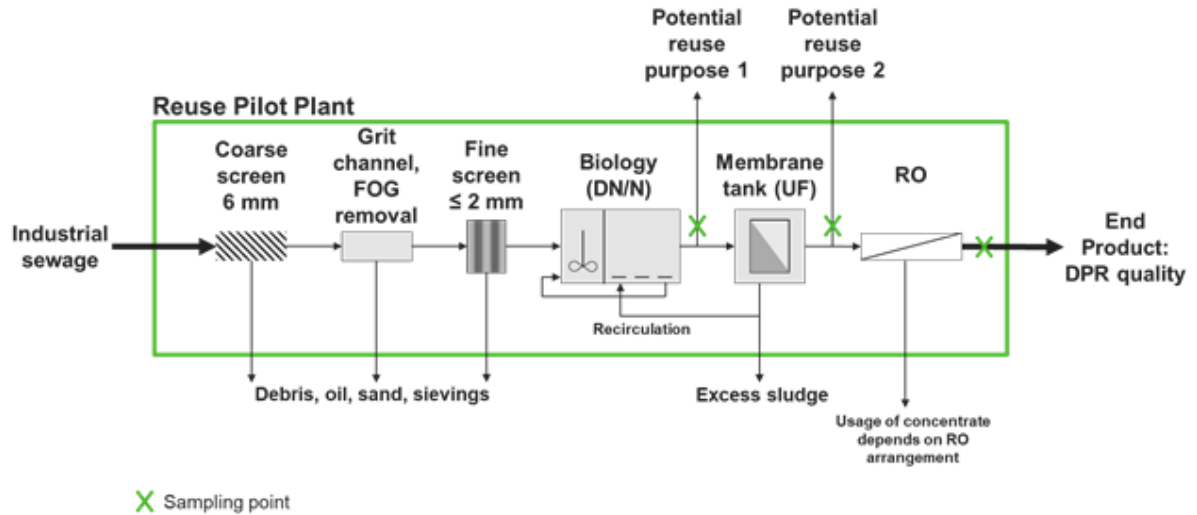 Potential
reuse
purpose 1
Potential
reuse
purpose 2
Reuse Pilot Plant
Coarse
screen
6 mm
Grit
channel,
FOG
removal
Fine
screen
≤ 2 mm
Biology
(DN/N)
Membrane
tank (UF)
RO
Industrial
sewage
End
Product:
DPR quality
Recirculation
Debris, oil, sand, sievings
Excess sludge
Usage of concentrate
depends on RO
arrangement
Sampling point